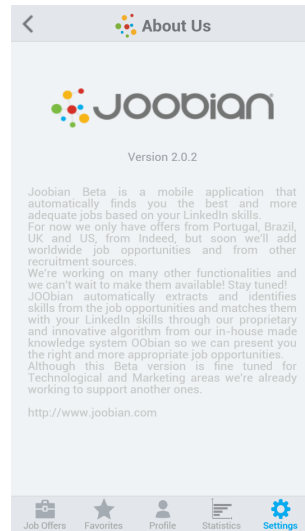 About Us
JOOBIAN
Version 2.0.2
Joobian Beta is a mobile application that
automatically finds you the best and more
adequate jobs based on your LinkedIn skills.
For now we only have offers from Portugal, Brazil,
UK and US, from Indeed, but soon we'll add
worldwide job opportunities and from other
recruitment sources.
We're working on many other functionalities and
we can't wait to make them available! Stay tuned!
JOObian automatically extracts and identifies
skills from the job opportunities and matches them
with your LinkedIn skills through our proprietary
and innovative algorithm from our in-house made
knowledge system OObian so we can present you
the right and more appropriate job opportunities.
Although this Beta version is fine tuned for
Technological and Marketing areas we're already
working to support another ones.
http://www.joobian.com
Job Offers Favorites Profile Statistics Settings